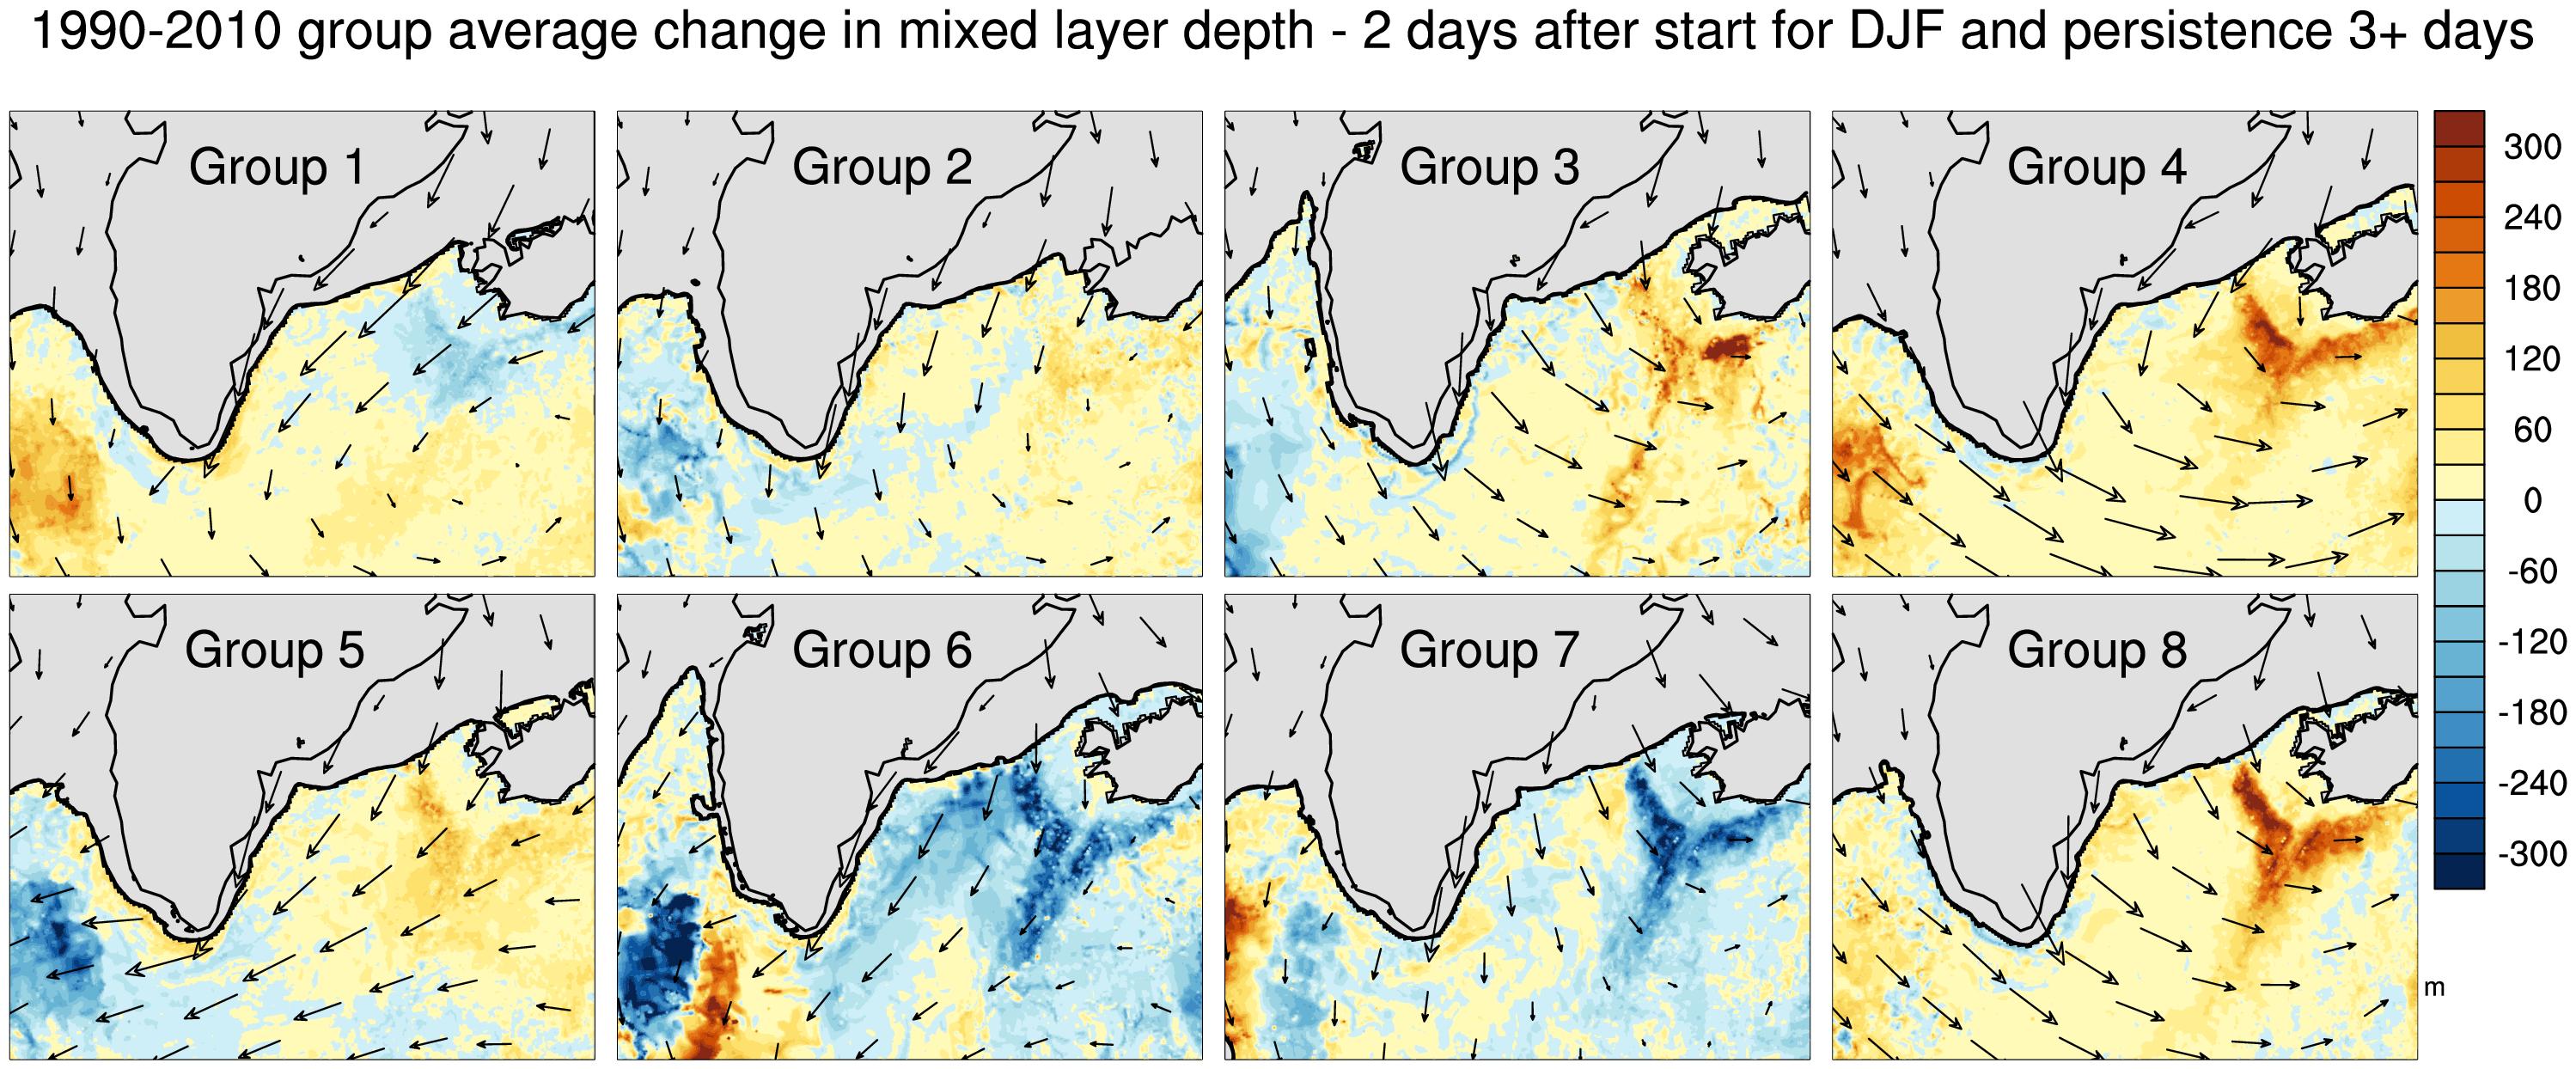 1990-2010 group average change in mixed layer depth - 2 days after start for DJF and persistence 3+ days
Group 1
Group 2
Group 3
Group 4
Group 5
Group 6
Group 7
Group 8
300
240
180
120
60
0
-60
-120
-180
-240
-300
m